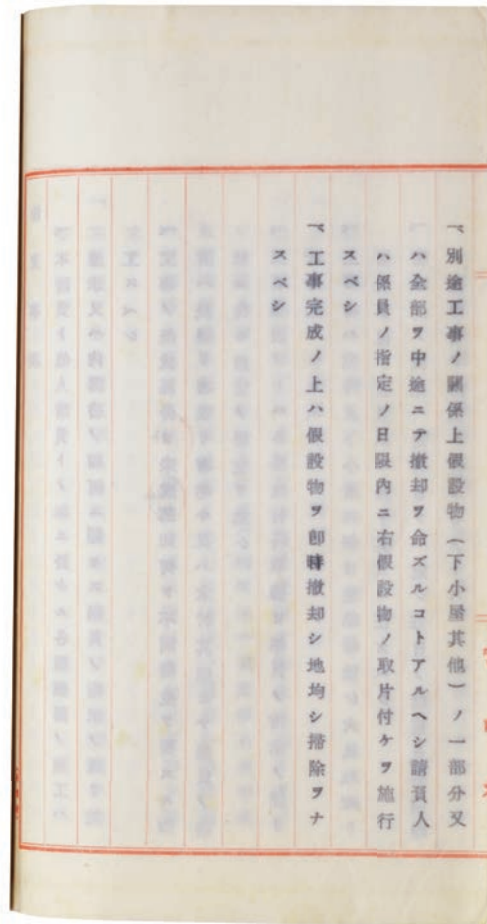 一、別途工事ノ關係上假設物（下小屋其他）ノ一部分又
ハ全部ヲ中途ニテ撤却ヲ命ズルコトアルヘシ請負人
ハ係員ノ指定ノ日限内ニ右假設物ノ取片付ケヲ施行
スベシ
一、工事完成ノ上ハ假設物ヲ卽時撤却シ地均シ掃除ヲナ
スベシ